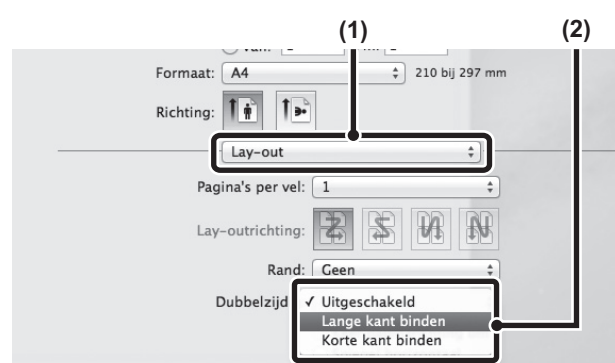 (1) (2)
Formaat: A4 210 bij 297 mm
Richting:
Lay-out
Pagina's per vel: 1
Lay-outrichting:
Rand: Geen
Dubbelzijd ✓ Uitgeschakeld
Lange kant binden
Korte kant binden